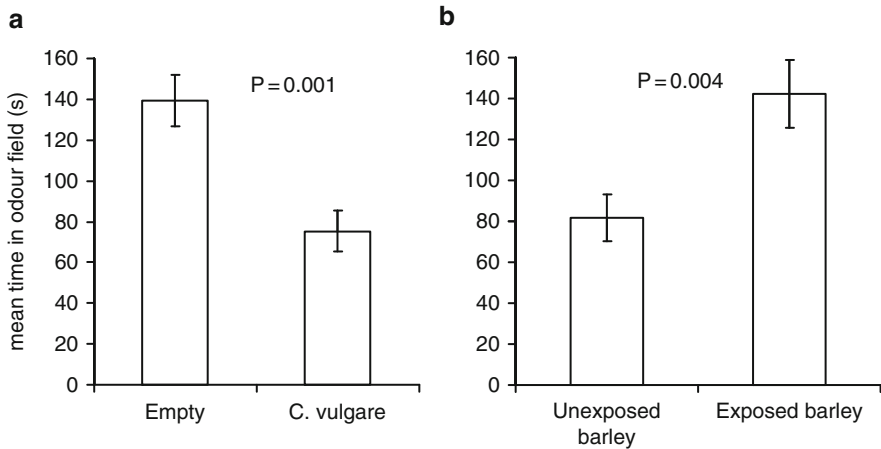 a
mean time in odour field (s)
160
140
120
100
80
60
40
20
0
P=0.001
Empty
C. vulgare
b
160
140
120
100
80
60
40
20
0
P=0.004
Unexposed
barley
Exposed barley